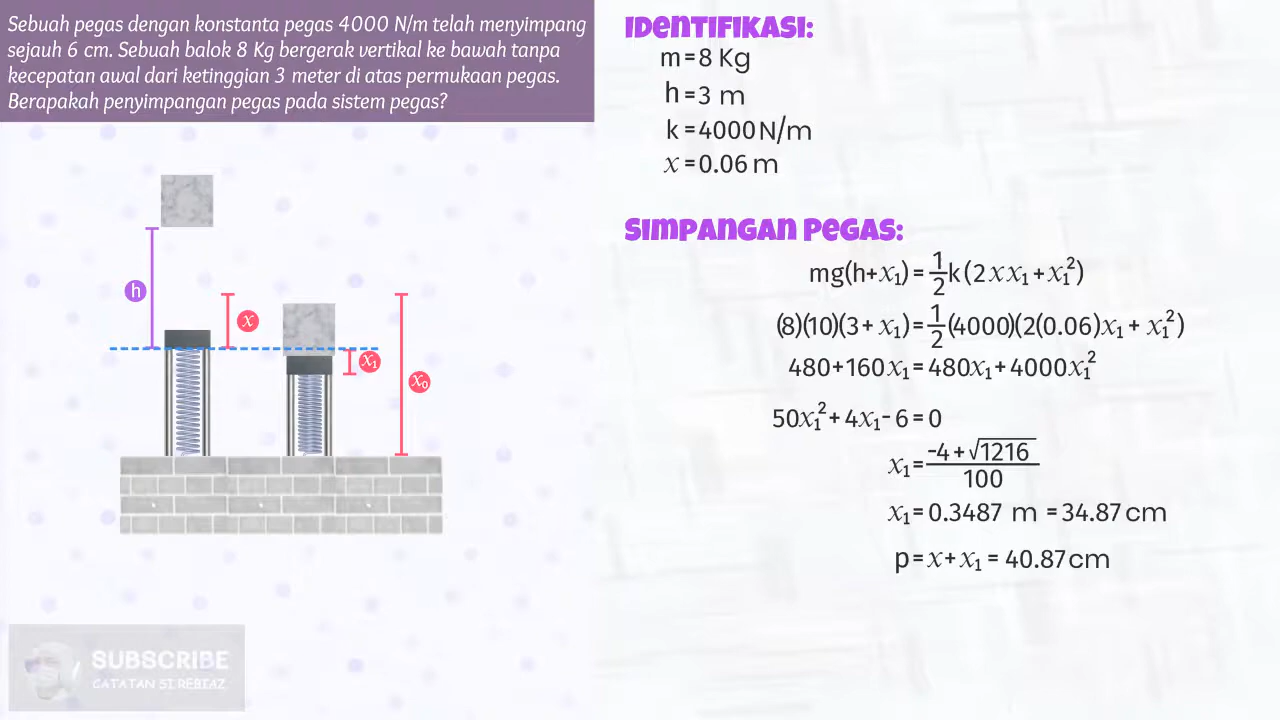 Sebuah pegas dengan konstanta pegas 4000 N/m telah menyimpang
sejauh 6 cm. Sebuah balok 8 Kg bergerak vertikal ke bawah tanpa
kecepatan awal dari ketinggian 3 meter di atas permukaan pegas.
Berapakah penyimpangan pegas pada sistem pegas?
h
x
x₁
x₀
SUBSCRIBE
CATATAN SI REBIAZ
IDENTIFIKASI:
m = 8 Kg
h = 3 m
k = 4000 N/m
x = 0.06 m
SIMPANGAN PEGAS:
mg(h+x₁) = 1/2 k(2xx₁ + x₁²)
(8)(10)(3 + x₁) = 1/2 (4000)(2(0.06)x₁ + x₁²)
480+160x₁ = 480x₁ + 4000x₁²
50x₁² + 4x₁ - 6 = 0
x₁ = (-4 + √1216)/100
x₁ = 0.3487 m = 34.87 cm
p = x + x₁ = 40.87 cm